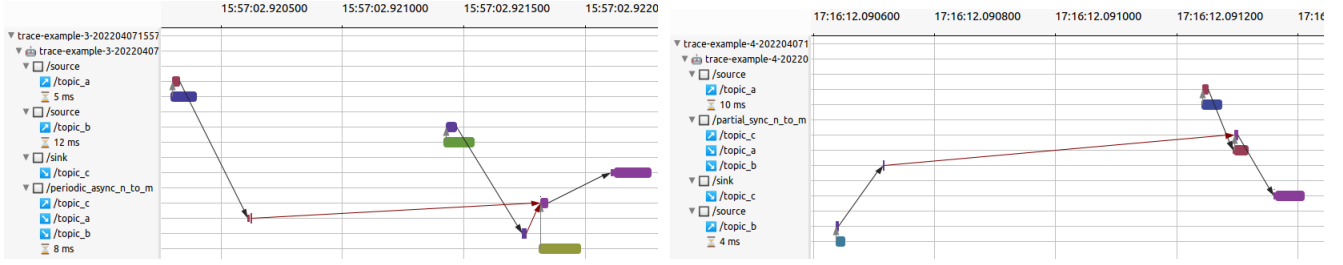 15:57:02.920500 15:57:02.921000 15:57:02.921500 15:57:02.9220
trace-example-3-202204071557
trace-example-3-20220407
/source
/topic_a
5 ms
/source
/topic_b
12 ms
/sink
/topic_c
/periodic_async_n_to_m
/topic_c
/topic_a
/topic_b
8 ms
17:16:12.090600 17:16:12.090800 17:16:12.091000 17:16:12.091200 17:16
trace-example-4-202204071
trace-example-4-20220
/source
/topic_a
10 ms
/partial_sync_n_to_m
/topic_c
/topic_a
/topic_b
/sink
/topic_c
/source
/topic_b
4 ms